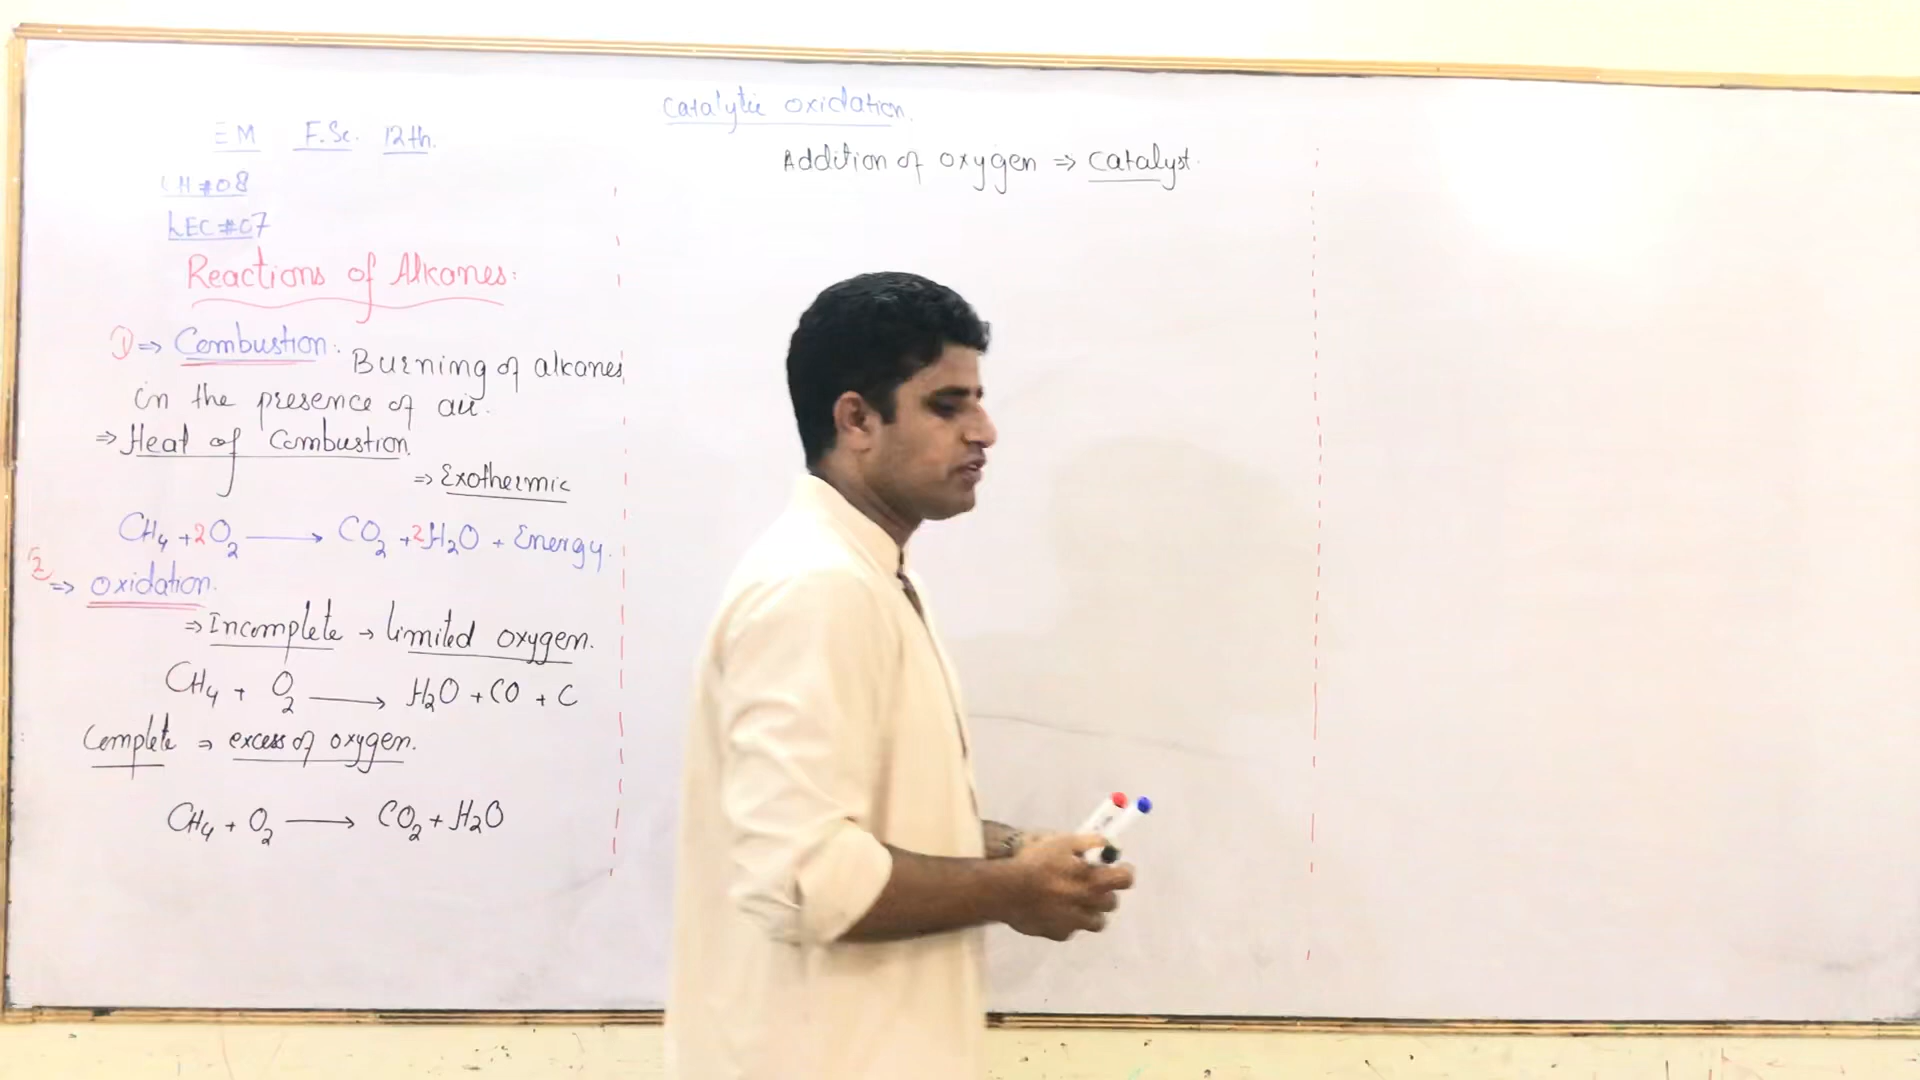 EM F.Sc. 12th.
CH#08
LEC#07
Reactions of Alkanes:
1) ⇒ Combustion: Burning of alkanes
in the presence of air.
⇒ Heat of Combustion.
⇒ Exothermic
CH₄ + 2O₂ ⟶ CO₂ + 2H₂O + Energy.
2 ⇒ Oxidation.
⇒ Incomplete → limited oxygen.
CH₄ + O₂ ⟶ H₂O + CO + C
Complete ⇒ excess of oxygen.
CH₄ + O₂ ⟶ CO₂ + H₂O
Catalytic oxidation.
Addition of oxygen ⇒ catalyst.